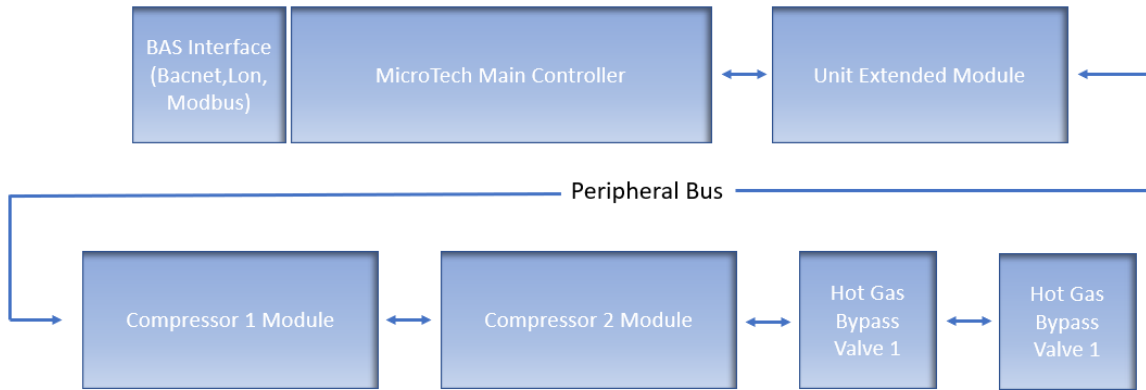 BAS Interface
(Bacnet,Lon,
Modbus)
MicroTech Main Controller
Unit Extended Module
Peripheral Bus
Compressor 1 Module
Compressor 2 Module
Hot Gas
Bypass
Valve 1
Hot Gas
Bypass
Valve 1